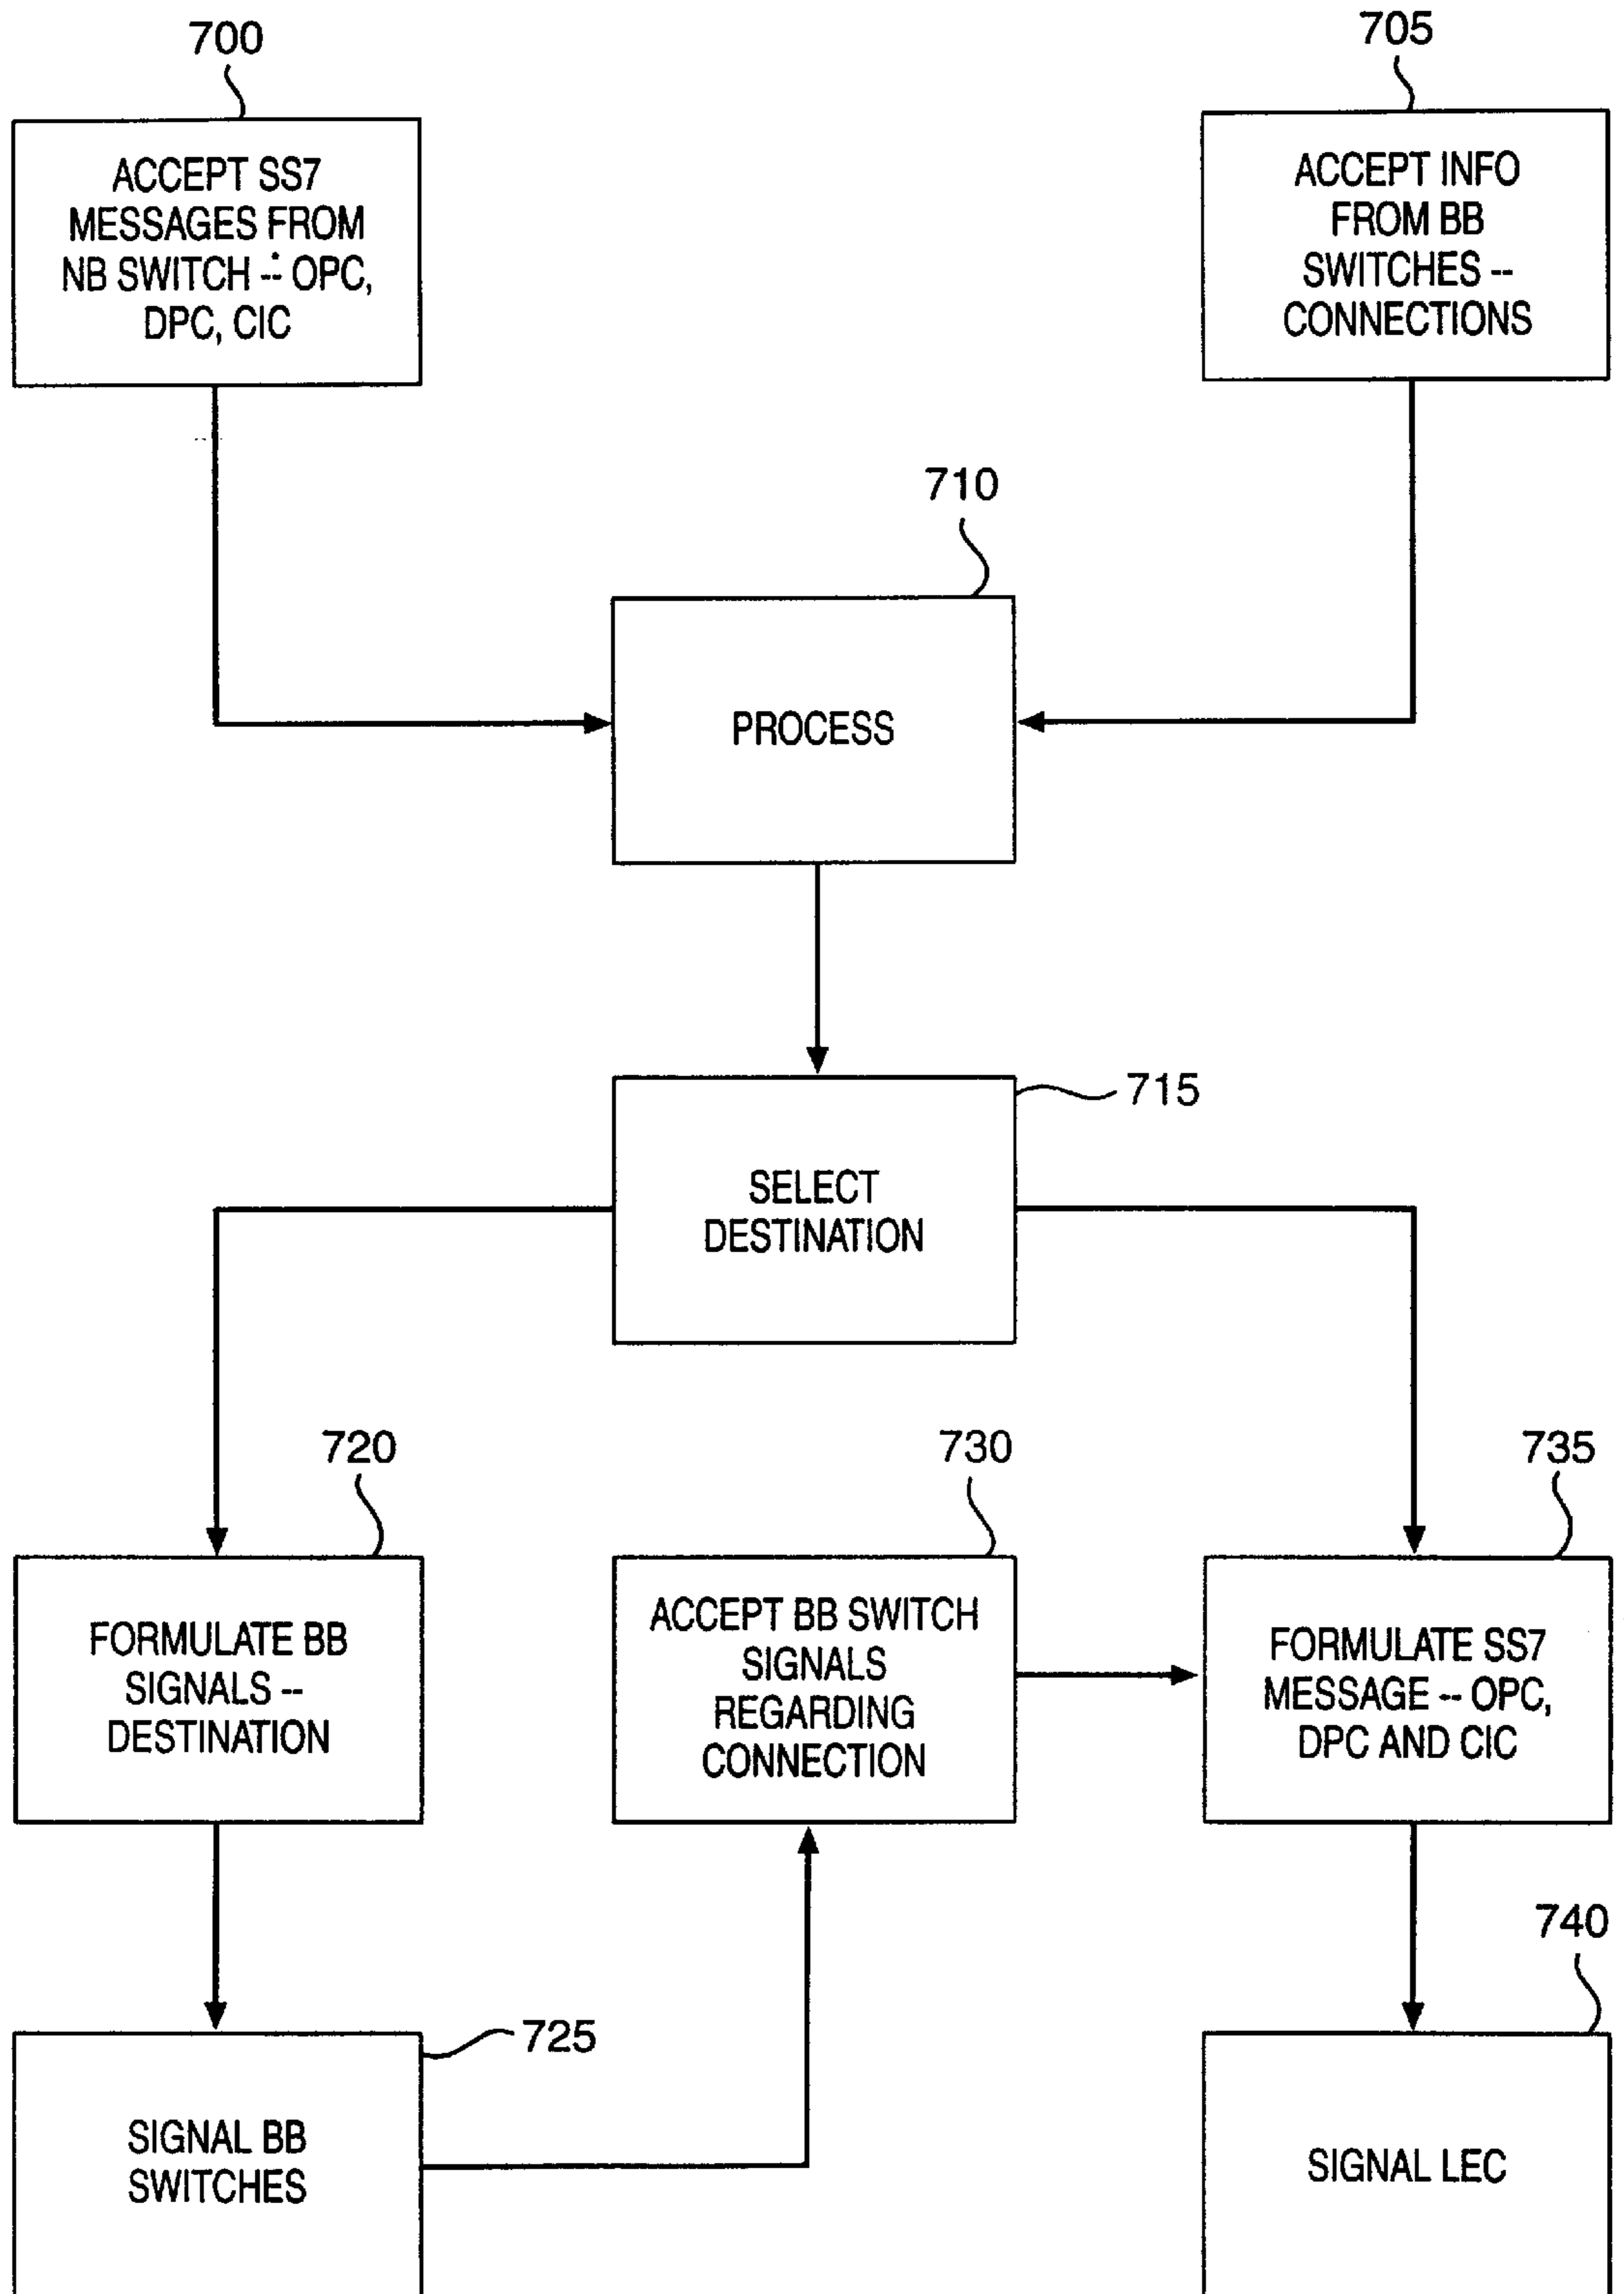 700
ACCEPT SS7
MESSAGES FROM
NB SWITCH -- OPC,
DPC, CIC
705
ACCEPT INFO
FROM BB
SWITCHES --
CONNECTIONS
710
PROCESS
715
SELECT
DESTINATION
720
FORMULATE BB
SIGNALS --
DESTINATION
730
ACCEPT BB SWITCH
SIGNALS
REGARDING
CONNECTION
735
FORMULATE SS7
MESSAGE -- OPC,
DPC AND CIC
725
SIGNAL BB
SWITCHES
740
SIGNAL LEC